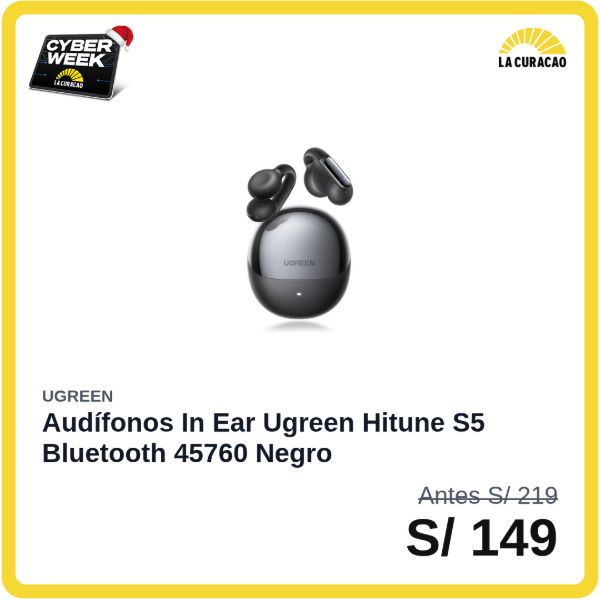 CYBER
WEEK
LA CURACAO
LA CURACAO
UGREEN
UGREEN
Audífonos In Ear Ugreen Hitune S5
Bluetooth 45760 Negro
Antes S/ 219
S/ 149